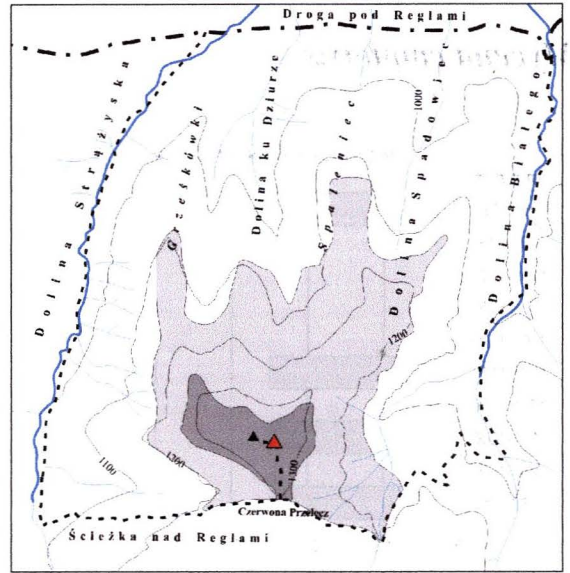 Droga pod Reglami
Dolina Strążyska
Grześkówki
Dolina ku Dziurze
Spaleniec
1000
Dolina Spadowiec
Dolina Białego
1200
1100
1200
1300
Czerwona Przełęcz
Ścieżka nad Reglami